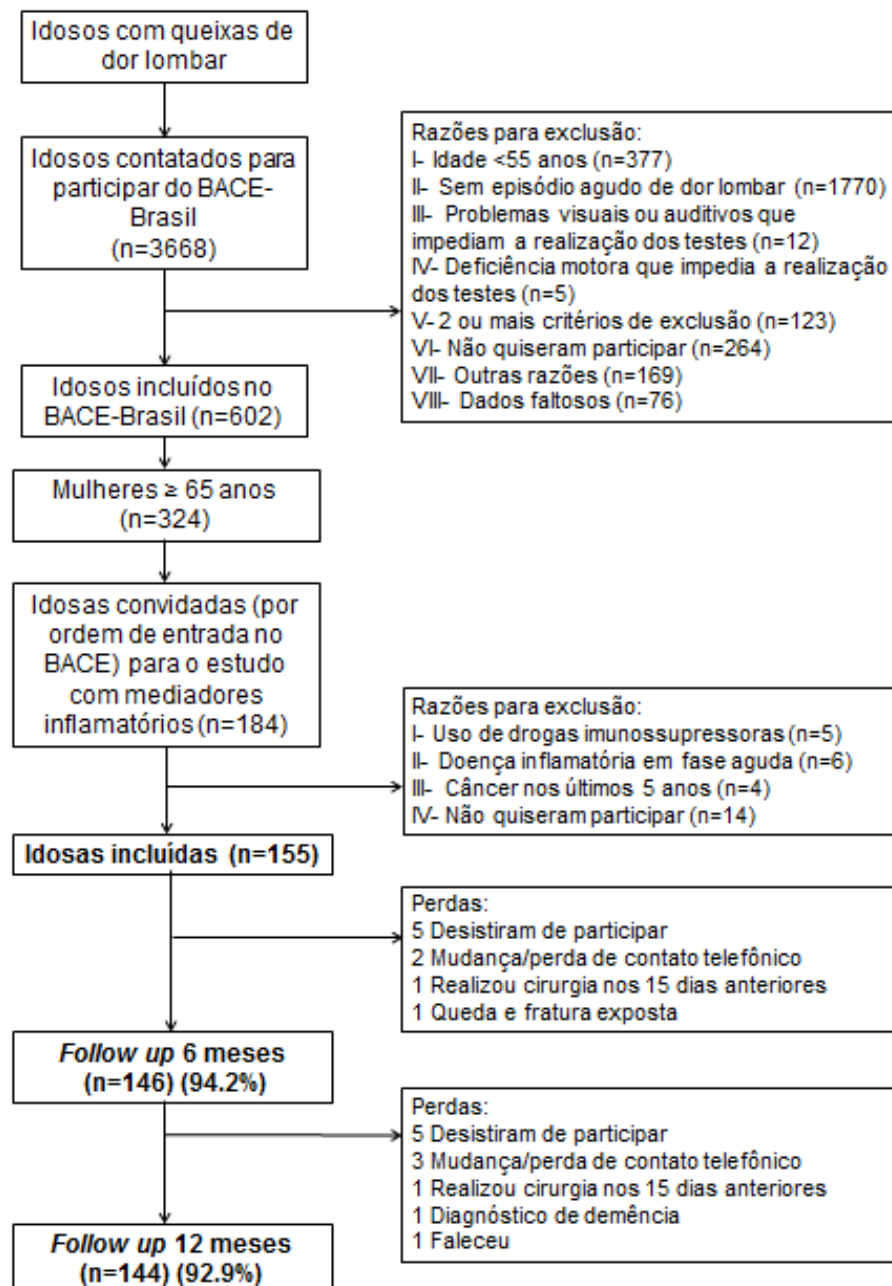 Idosos com queixas de
dor lombar
Idosos contatados para
participar do BACE-
Brasil
(n=3668)
Razões para exclusão:
I- Idade <55 anos (n=377)
II- Sem episódio agudo de dor lombar (n=1770)
III- Problemas visuais ou auditivos que
impediam a realização dos testes (n=12)
IV- Deficiência motora que impedia a realização
dos testes (n=5)
V- 2 ou mais critérios de exclusão (n=123)
VI- Não quiseram participar (n=264)
VII- Outras razões (n=169)
VIII- Dados faltosos (n=76)
Idosos incluídos no
BACE-Brasil (n=602)
Mulheres ≥ 65 anos
(n=324)
Idosas convidadas (por
ordem de entrada no
BACE) para o estudo
com mediadores
inflamatórios (n=184)
Razões para exclusão:
I- Uso de drogas imunossupressoras (n=5)
II- Doença inflamatória em fase aguda (n=6)
III- Câncer nos últimos 5 anos (n=4)
IV- Não quiseram participar (n=14)
Idosas incluídas (n=155)
Perdas:
5 Desistiram de participar
2 Mudança/perda de contato telefônico
1 Realizou cirurgia nos 15 dias anteriores
1 Queda e fratura exposta
Follow up 6 meses
(n=146) (94.2%)
Perdas:
5 Desistiram de participar
3 Mudança/perda de contato telefônico
1 Realizou cirurgia nos 15 dias anteriores
1 Diagnóstico de demência
1 Faleceu
Follow up 12 meses
(n=144) (92.9%)